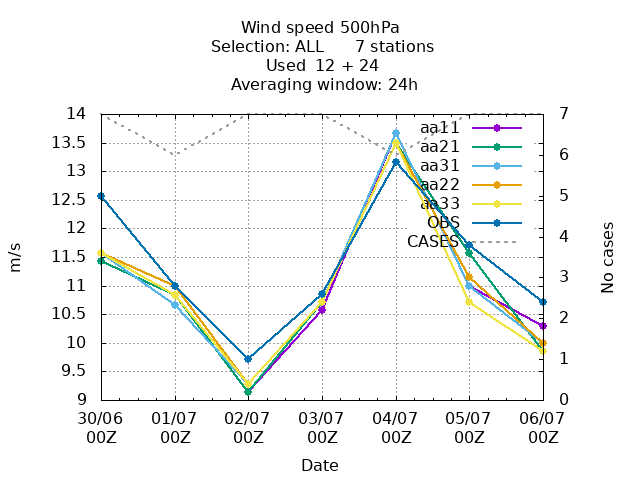 Wind speed 500hPa
Selection: ALL 7 stations
Used 12 + 24
Averaging window: 24h
14
13.5
13
12.5
12
11.5
11
10.5
10
9.5
9
m/s
7
6
5
4
3
2
1
0
No cases
aa11
aa21
aa31
aa22
aa33
OBS
CASES
30/06 01/07 02/07 03/07 04/07 05/07 06/07
00Z 00Z 00Z 00Z 00Z 00Z 00Z
Date